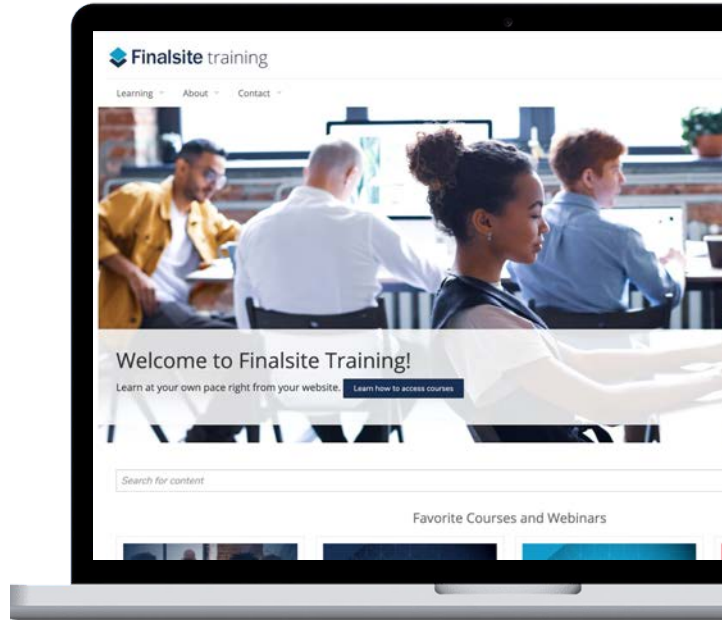 Finalsite training
Learning About Contact
Welcome to Finalsite Training!
Learn at your own pace right from your website. Learn how to access courses
Search for content
Favorite Courses and Webinars